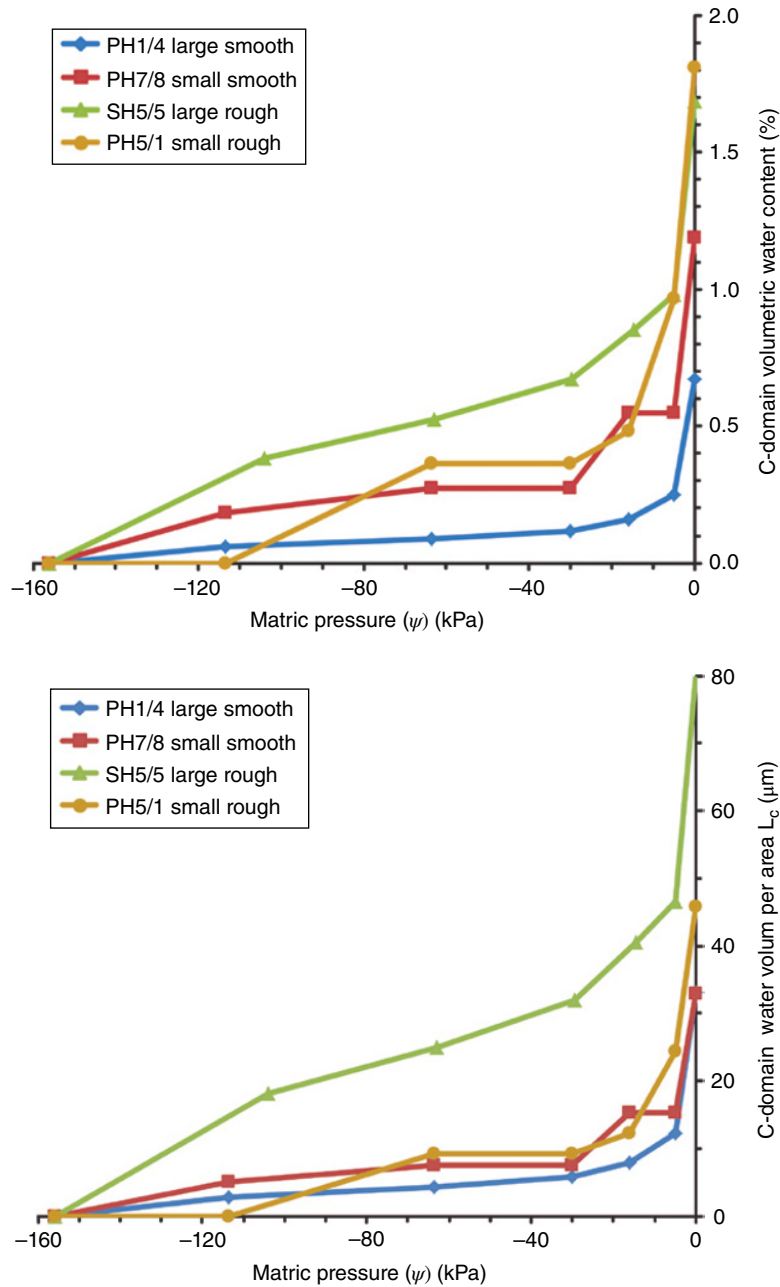 PH1/4 large smooth
PH7/8 small smooth
SH5/5 large rough
PH5/1 small rough
2.0
1.5
1.0
0.5
0.0
C-domain volumetric water content (%)
−160
−120
−80
−40
0
Matric pressure (ψ) (kPa)
PH1/4 large smooth
PH7/8 small smooth
SH5/5 large rough
PH5/1 small rough
80
60
40
20
0
C-domain water volum per area Lc (μm)
−160
−120
−80
−40
0
Matric pressure (ψ) (kPa)